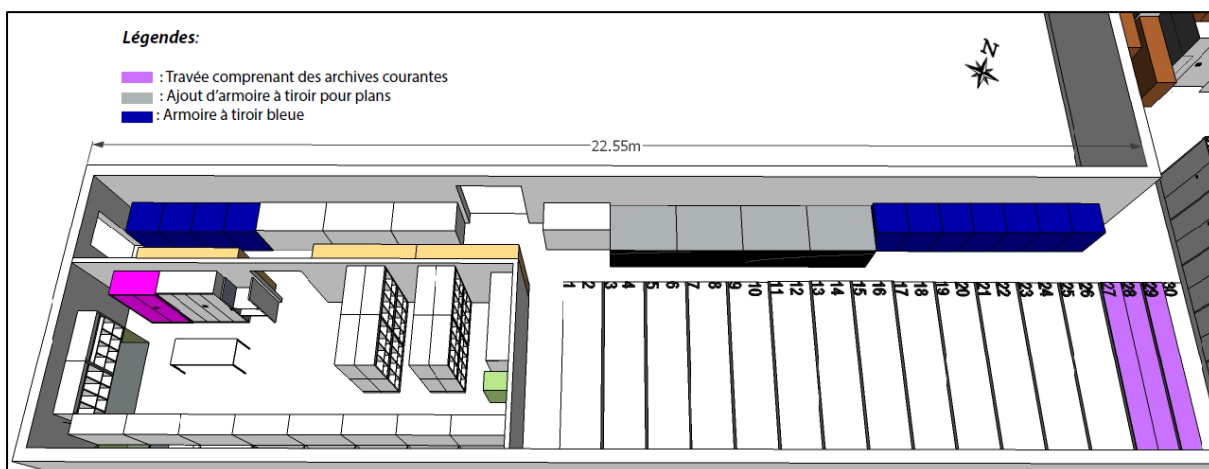 Légendes:
: Travée comprenant des archives courantes
: Ajout d'armoire à tiroir pour plans
: Armoire à tiroir bleue
N
22.55m
1 2 3 4 5 6 7 8 9 10 11 12 13 14 15 16 17 18 19 20 21 22 23 24 25 26 27 28 29 30